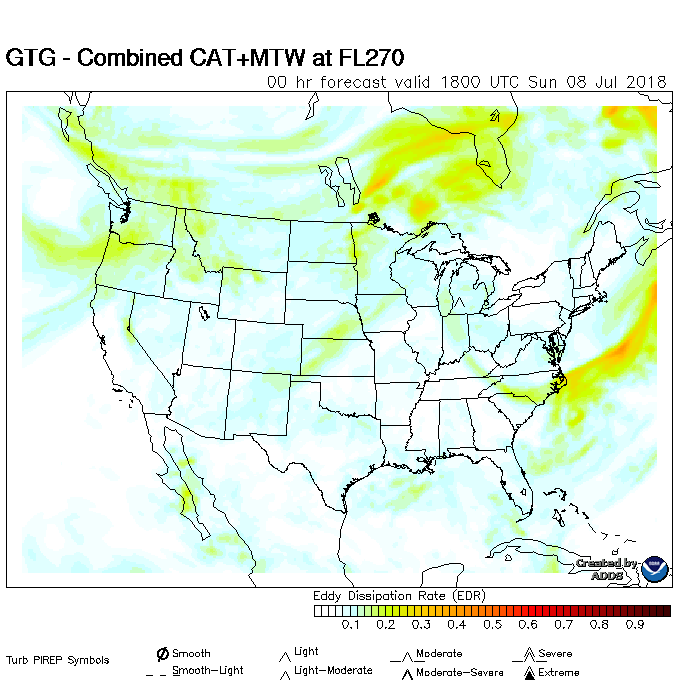 GTG - Combined CAT+MTW at FL270
00 hr forecast valid 1800 UTC Sun 08 Jul 2018
Created by
ADDS
Eddy Dissipation Rate (EDR)
0.1 0.2 0.3 0.4 0.5 0.6 0.7 0.8 0.9
Turb PIREP Symbols
Smooth Light Moderate Severe
Smooth-Light Light-Moderate Moderate-Severe Extreme